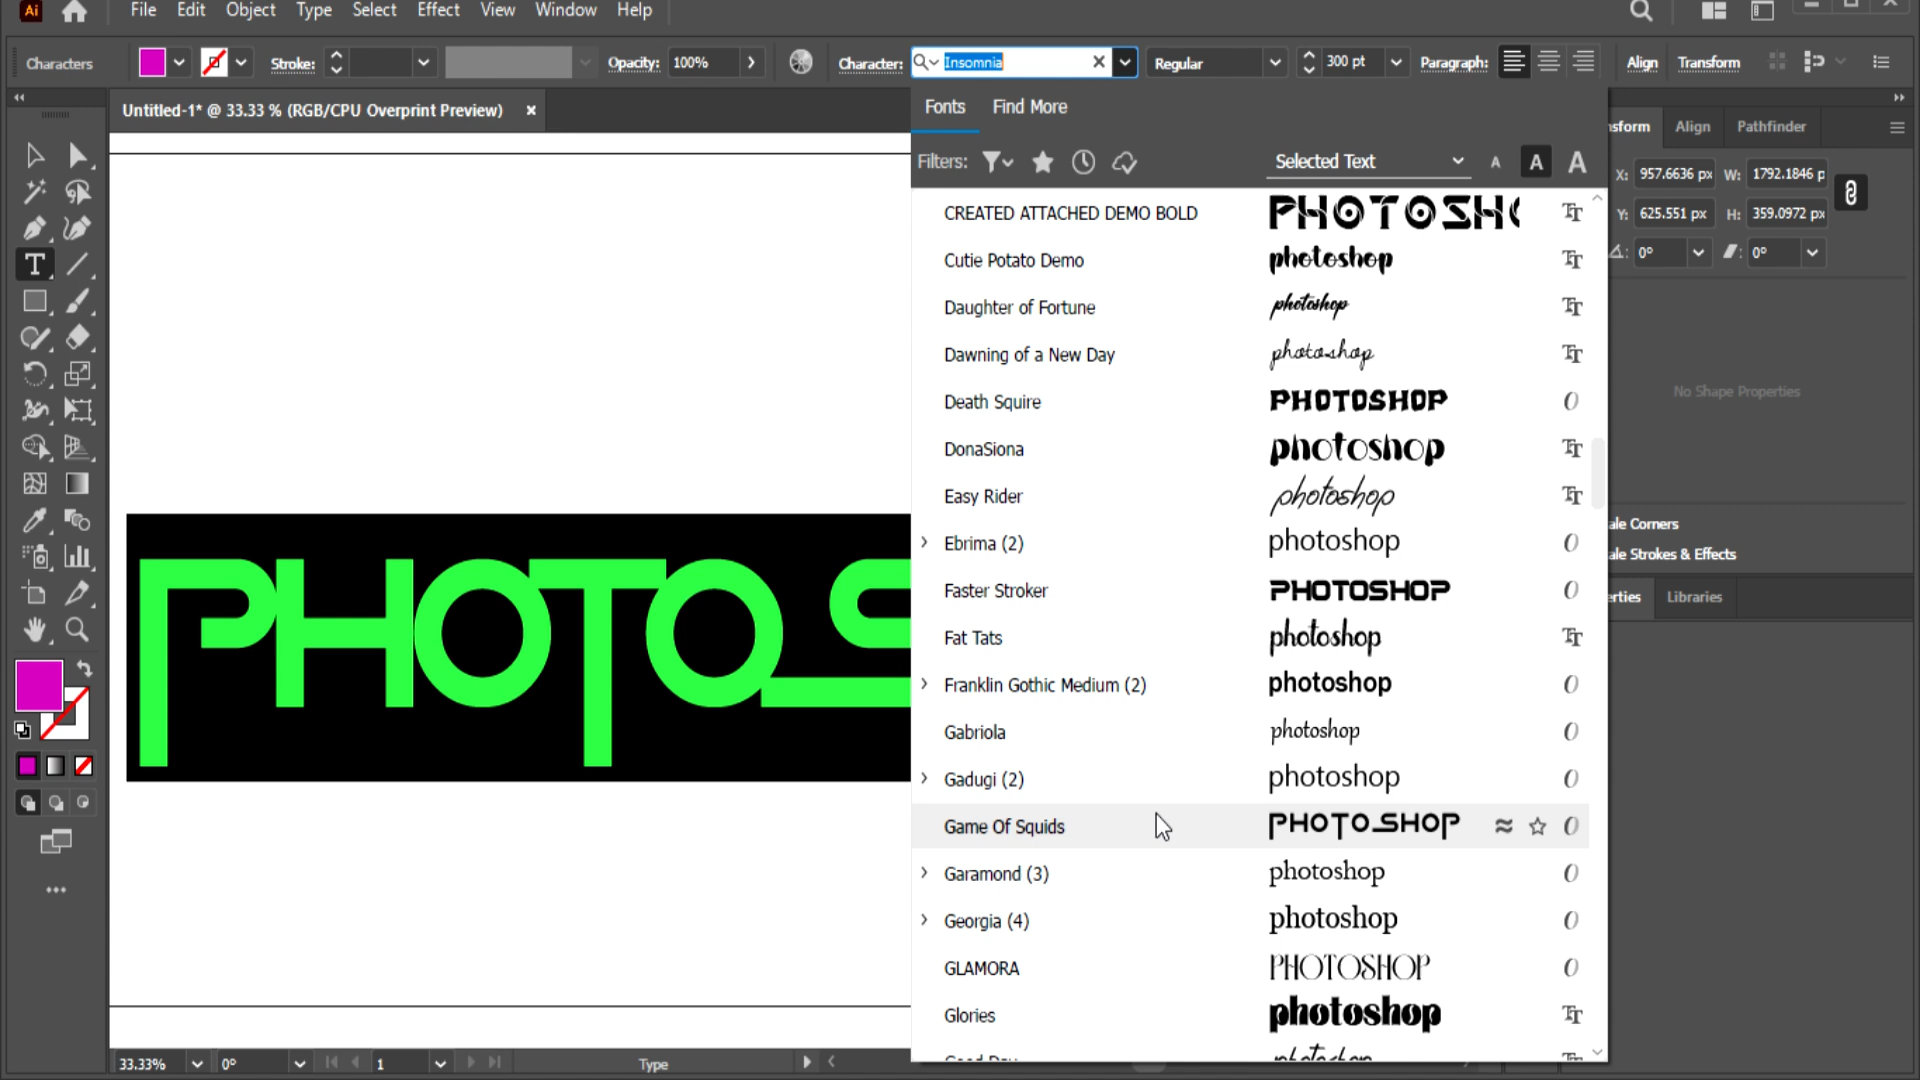 Ai File Edit Object Type Select Effect View Window Help
Characters Stroke: Opacity: 100% Character: Insomnia Regular 300 pt Paragraph: Align Transform
Untitled-1* @ 33.33 % (RGB/CPU Overprint Preview)
Fonts Find More
Filters: Selected Text A A A
sform Align Pathfinder
X: 957.6636 px W: 1792.1846 p
Y: 625.551 px H: 359.0972 px
0° 0°
No Shape Properties
ale Corners
ale Strokes & Effects
erties Libraries
CREATED ATTACHED DEMO BOLD PHOTOSH
Cutie Potato Demo photoshop
Daughter of Fortune photoshop
Dawning of a New Day photoshop
Death Squire PHOTOSHOP
DonaSiona photoshop
Easy Rider photoshop
Ebrima (2) photoshop
Faster Stroker PHOTOSHOP
Fat Tats photoshop
Franklin Gothic Medium (2) photoshop
Gabriola photoshop
Gadugi (2) photoshop
Game Of Squids PHOTOSHOP
Garamond (3) photoshop
Georgia (4) photoshop
GLAMORA PHOTOSHOP
Glories photoshop
PHOTOS
33.33% 0° 1 Type